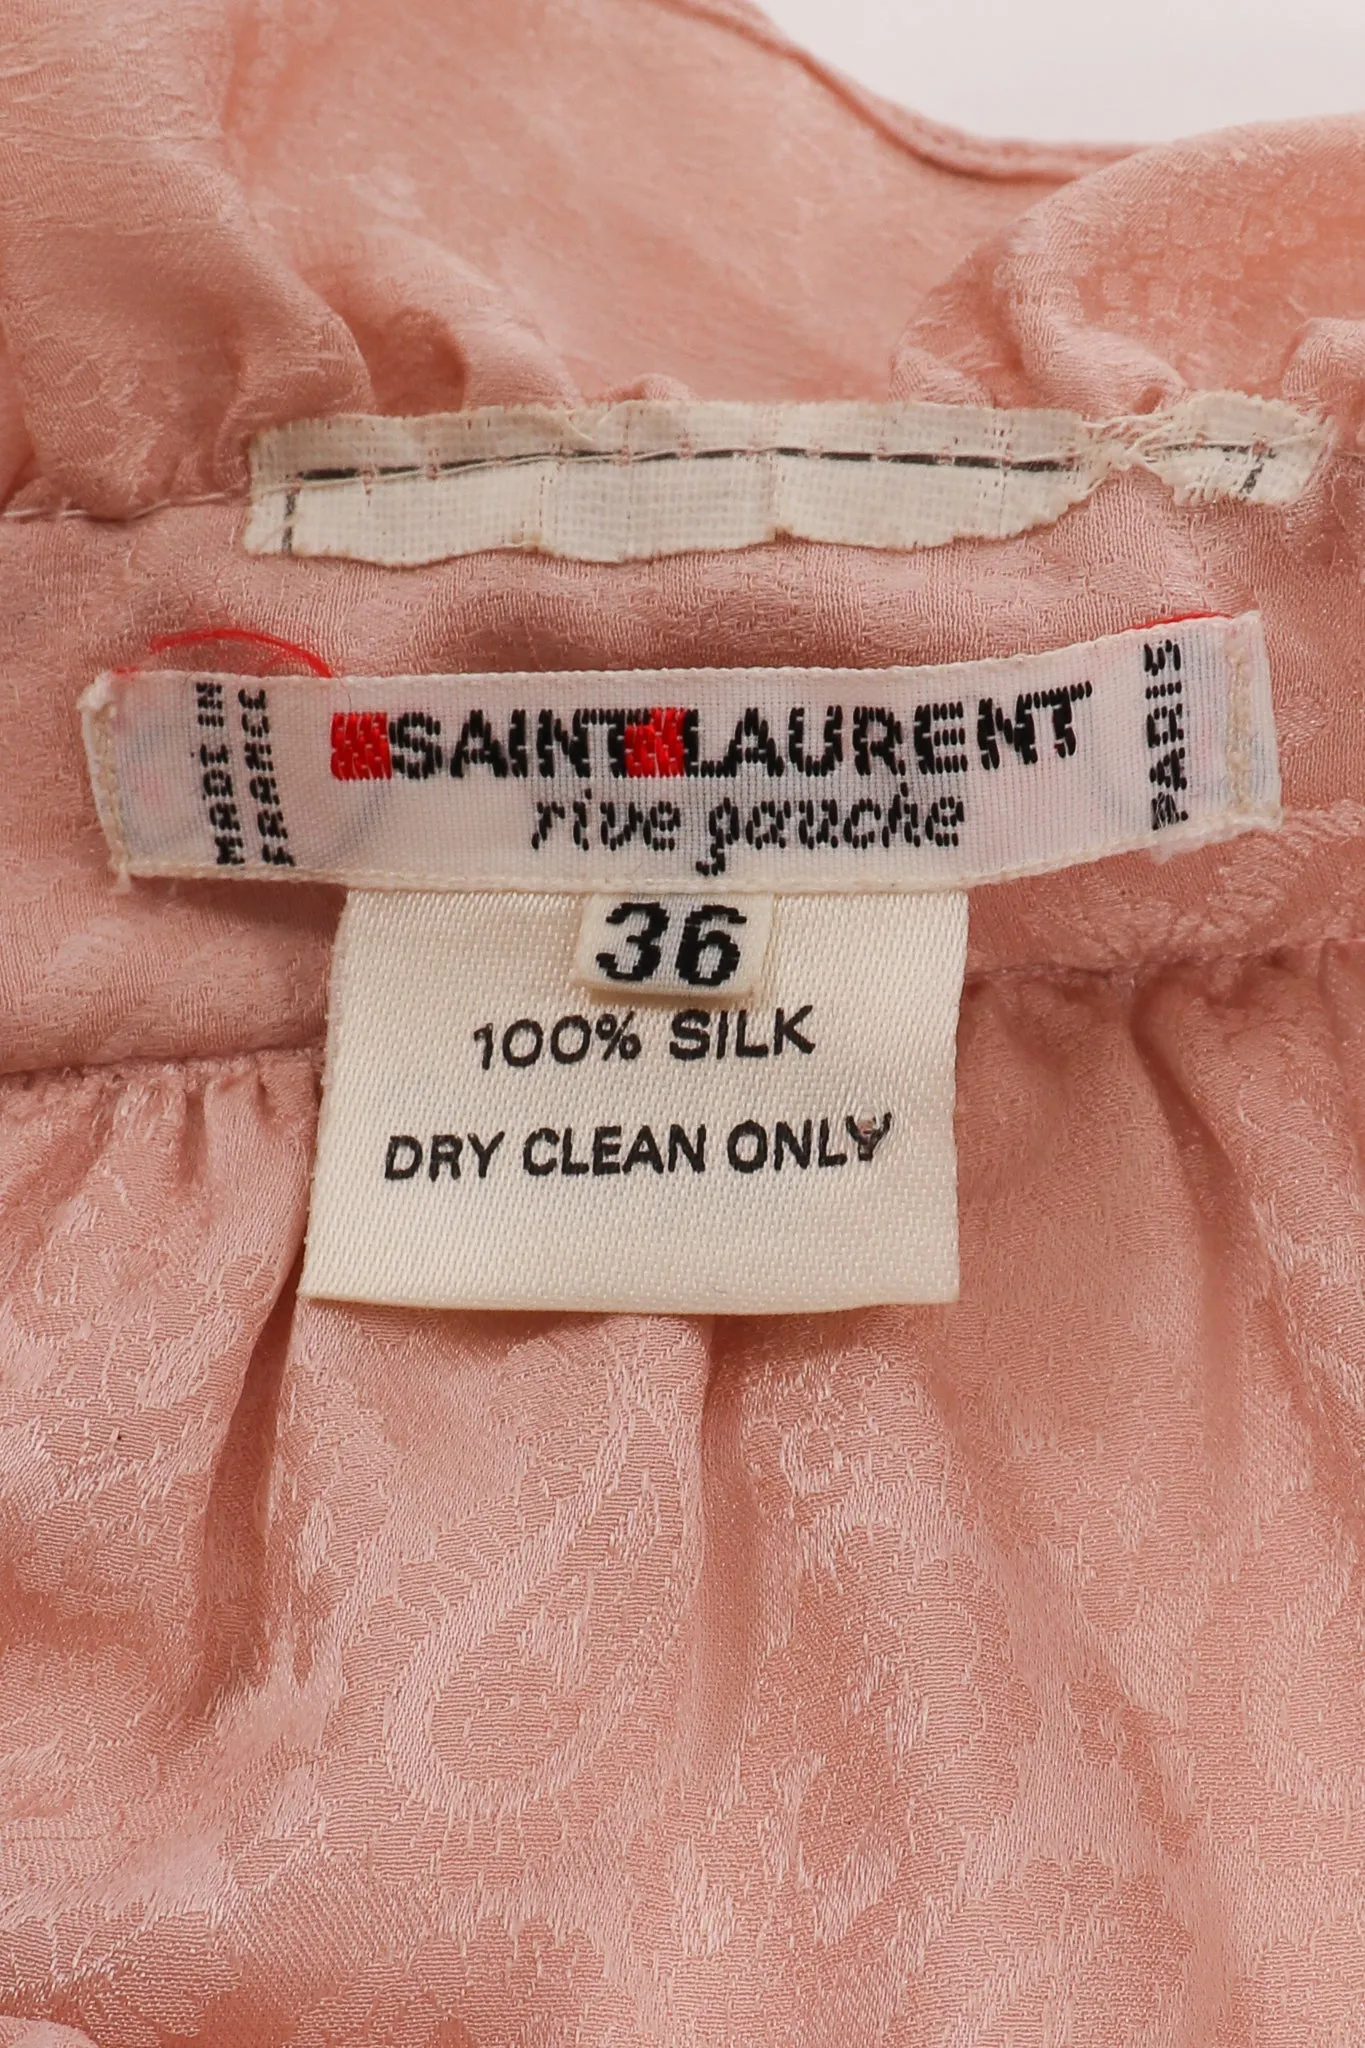 MADE IN
FRANCE
SAINT LAURENT
rive gauche
PARIS
36
100% SILK
DRY CLEAN ONLY